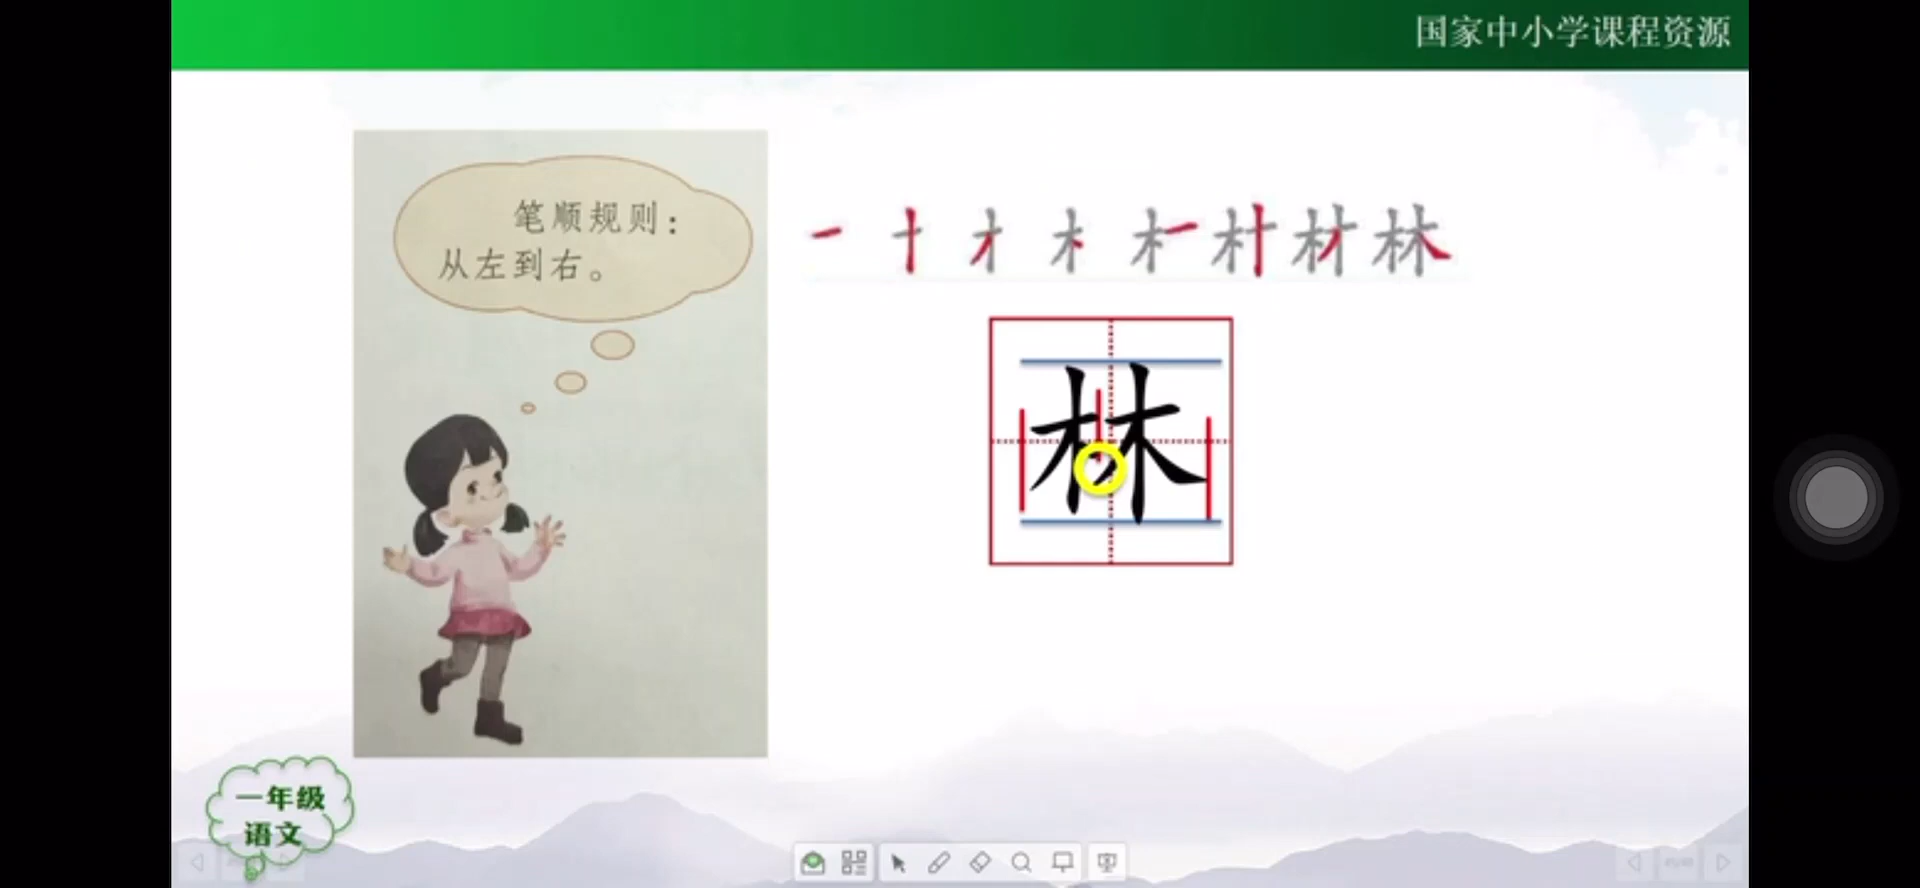 国家中小学课程资源
笔顺规则：
从左到右。
一 十 才 木 木 村 材 林
林
一年级
语文